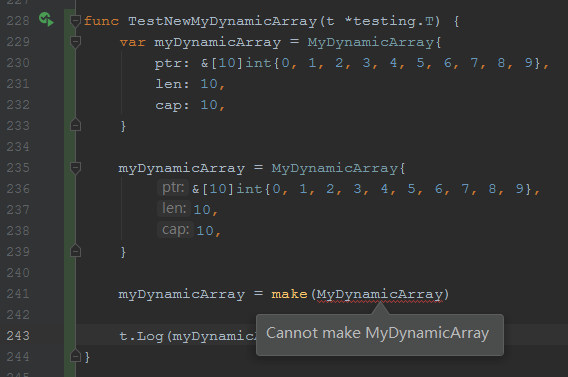 227
228 func TestNewMyDynamicArray(t *testing.T) {
229 var myDynamicArray = MyDynamicArray{
230 ptr: &[10]int{0, 1, 2, 3, 4, 5, 6, 7, 8, 9},
231 len: 10,
232 cap: 10,
233 }
235 myDynamicArray = MyDynamicArray{
236 ptr: &[10]int{0, 1, 2, 3, 4, 5, 6, 7, 8, 9},
237 len: 10,
238 cap: 10,
239 }
240
241 myDynamicArray = make(MyDynamicArray)
Cannot make MyDynamicArray
243 t.Log(myDynamic
244 }